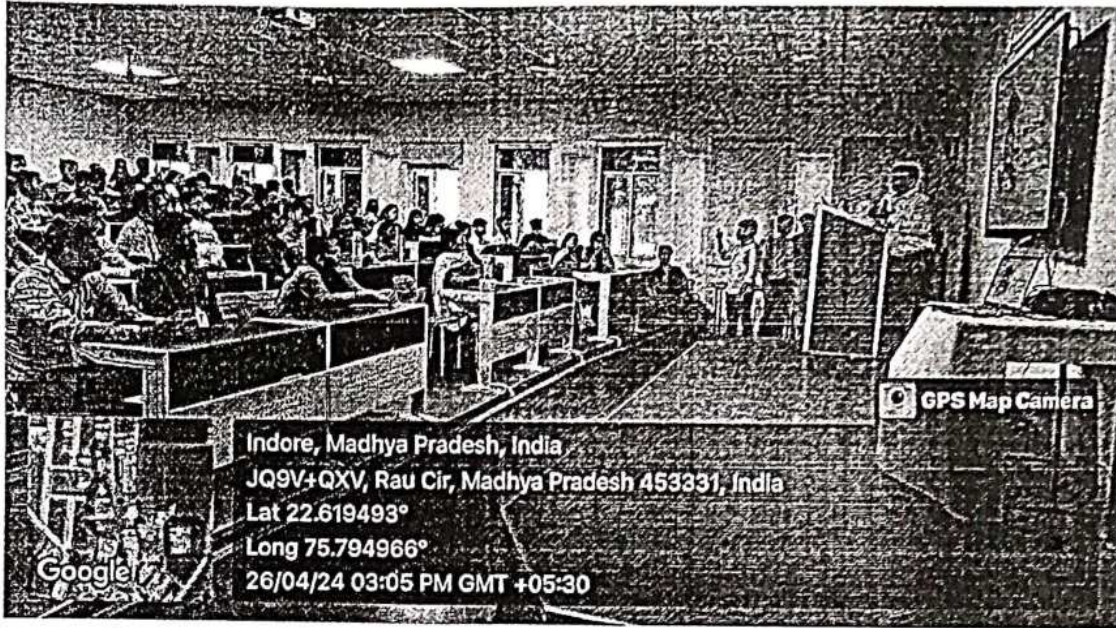 GPS Map Camera
Indore, Madhya Pradesh, India
JQ9V+QXV, Rau Cir, Madhya Pradesh 453331, India
Lat 22.619493°
Long 75.794966°
26/04/24 03:05 PM GMT +05:30
Google